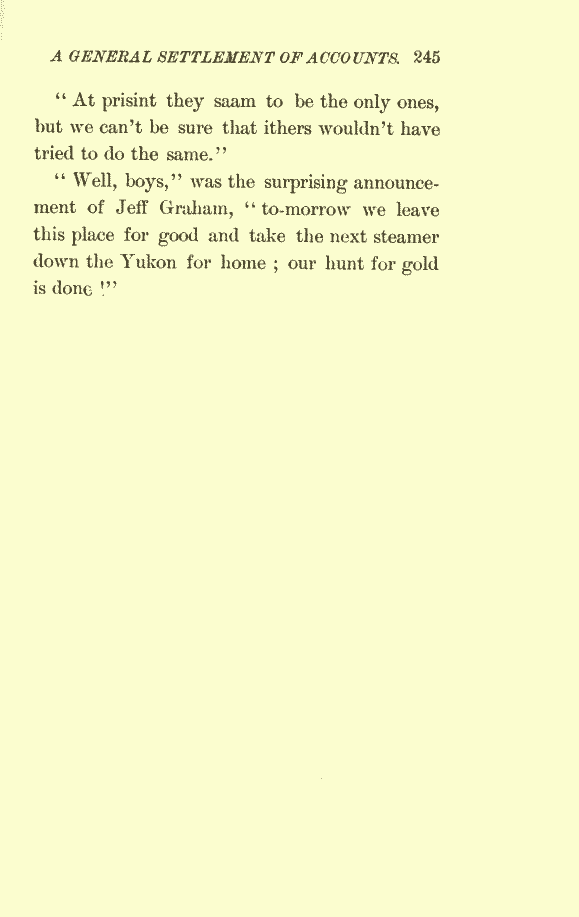 A GENERAL SETTLEMENT OF ACCOUNTS. 245
“ At prisint they saam to be the only ones,
but we can’t be sure that ithers wouldn’t have
tried to do the same.”
“ Well, boys,” was the surprising announce-
ment of Jeff Graham, “ to-morrow we leave
this place for good and take the next steamer
down the Yukon for home ; our hunt for gold
is done !”